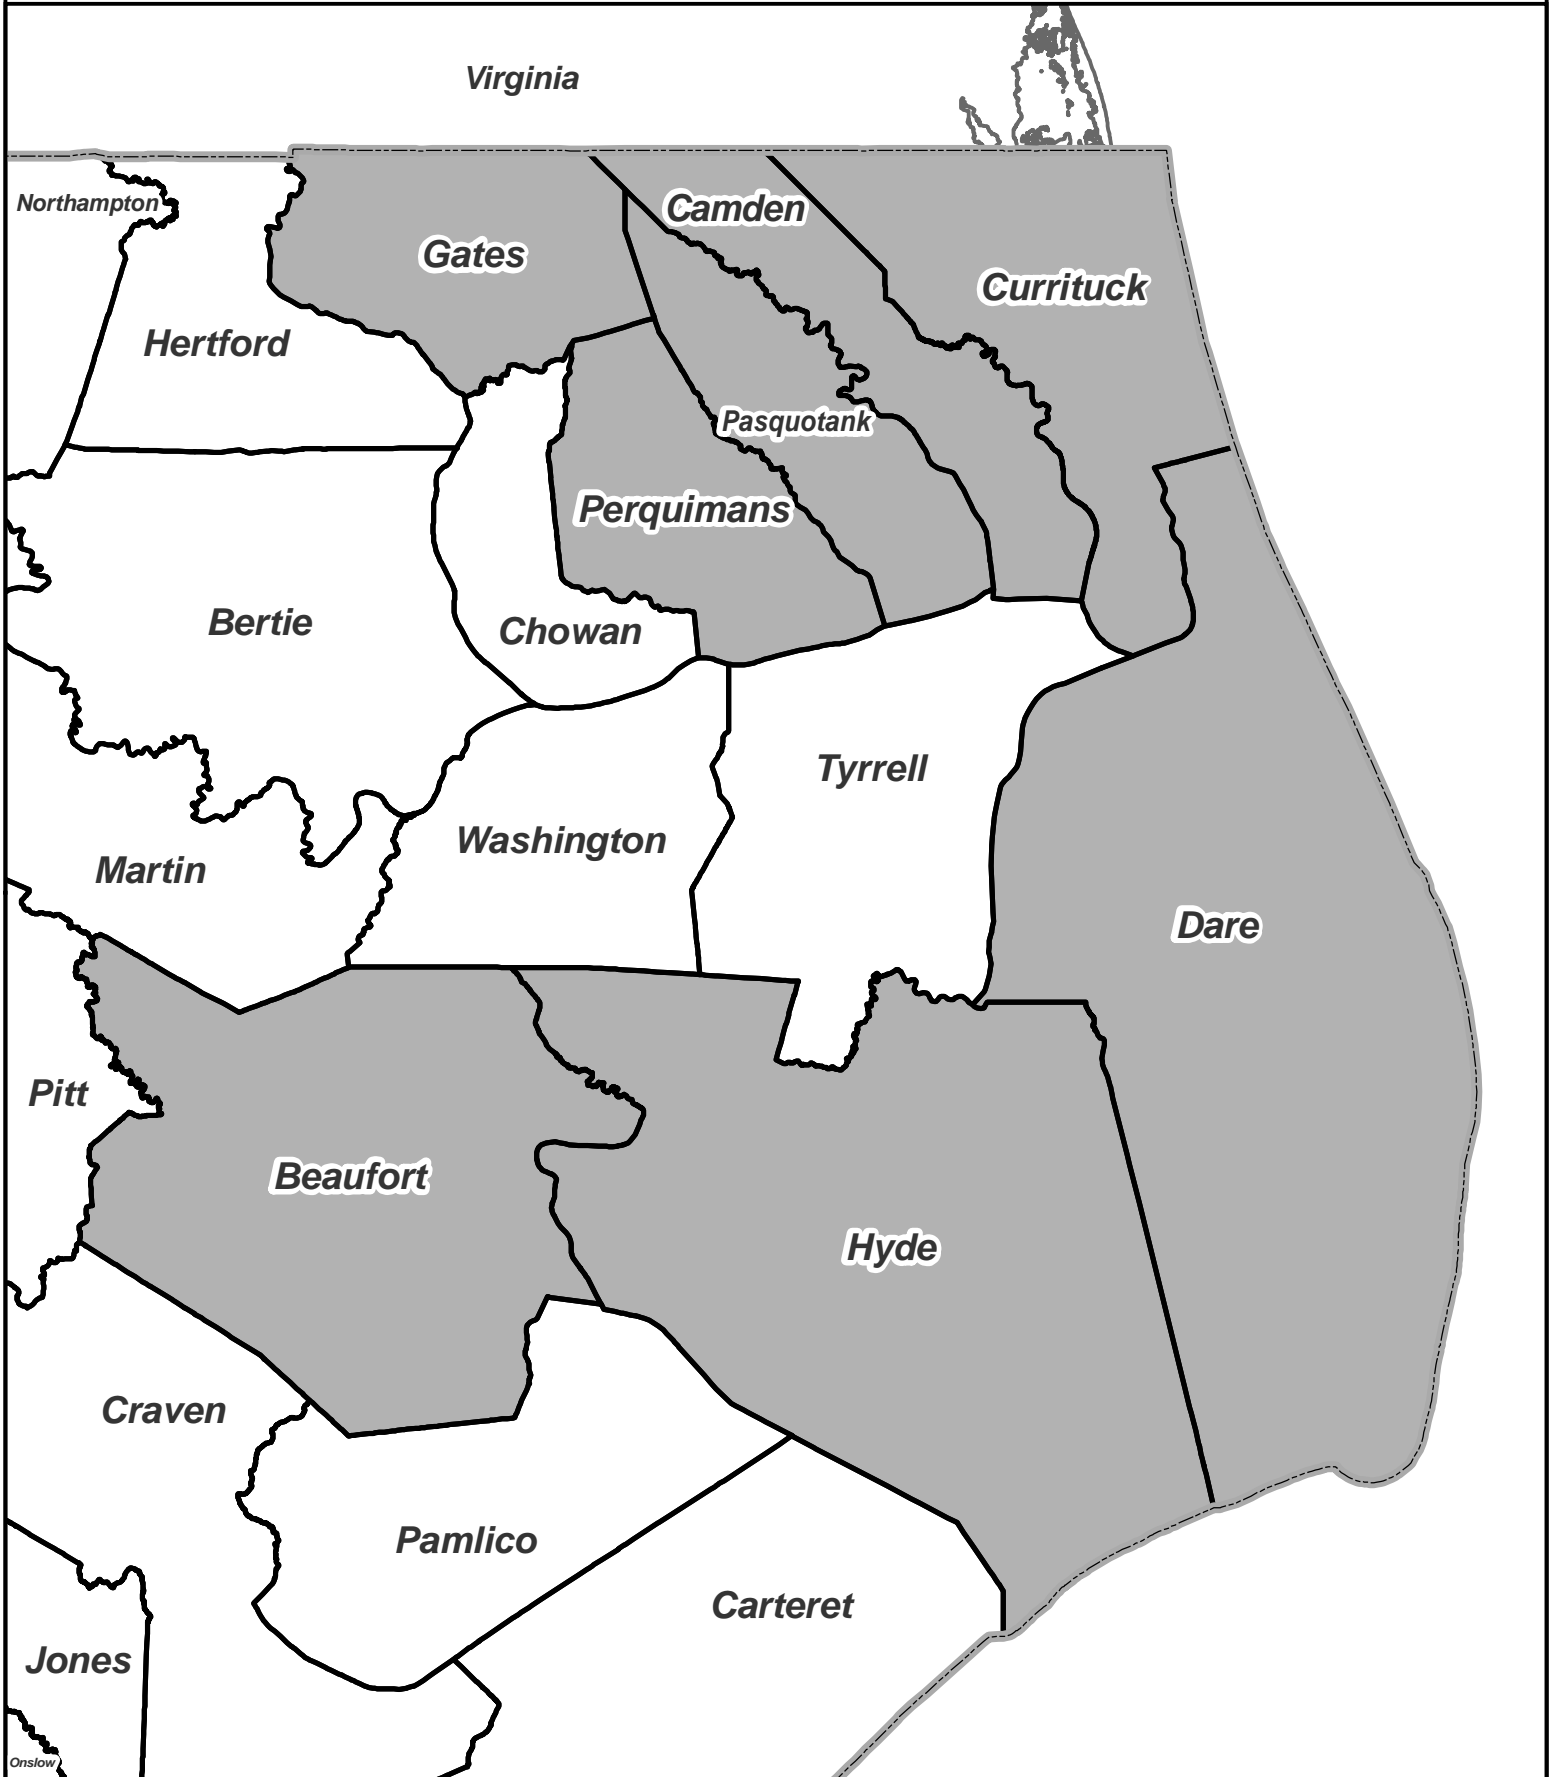 Virginia
Northampton
Camden
Gates
Currituck
Hertford
Pasquotank
Perquimans
Bertie
Chowan
Tyrrell
Washington
Martin
Dare
Pitt
Beaufort
Hyde
Craven
Pamlico
Carteret
Jones
Onslow